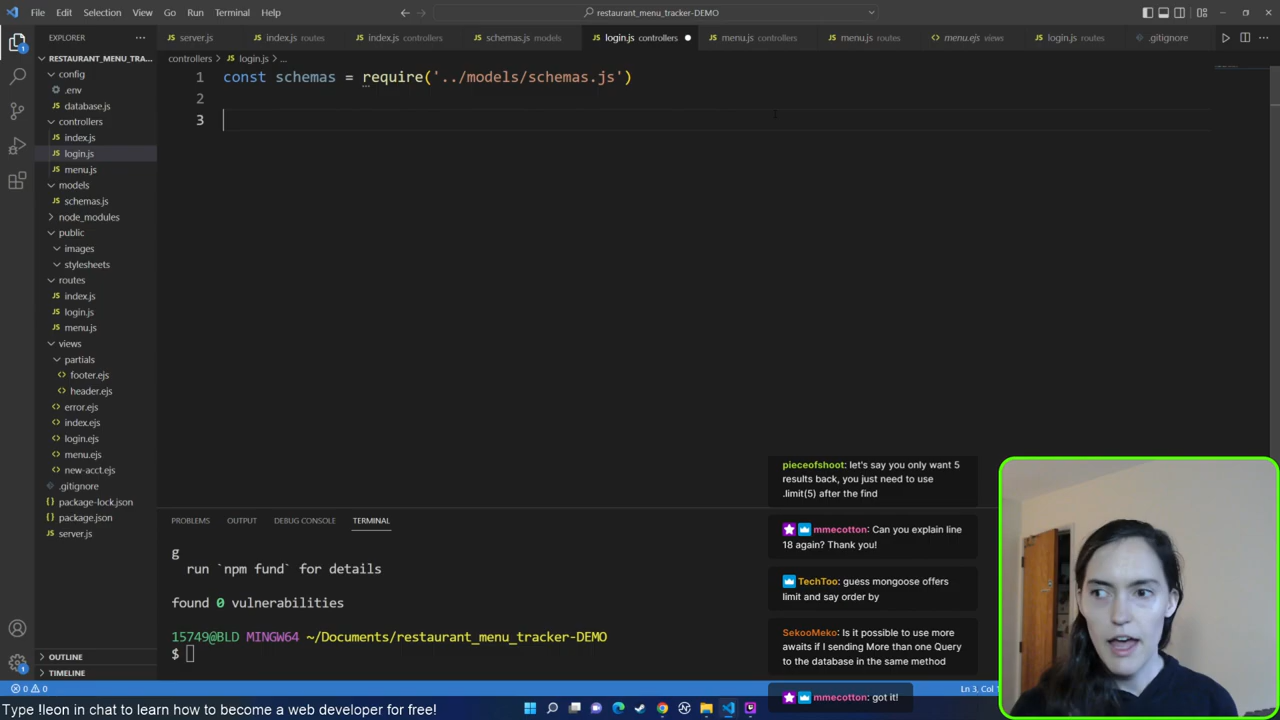 File Edit Selection View Go Run Terminal Help
restaurant_menu_tracker-DEMO
EXPLORER
server.js
index.js routes
index.js controllers
schemas.js models
login.js controllers
menu.js controllers
menu.js routes
menu.ejs views
login.js routes
.gitignore
RESTAURANT_MENU_TRA...
config
.env
database.js
controllers
index.js
login.js
menu.js
models
schemas.js
node_modules
public
images
stylesheets
routes
index.js
login.js
menu.js
views
partials
footer.ejs
header.ejs
error.ejs
index.ejs
login.ejs
menu.ejs
new-acct.ejs
.gitignore
package-lock.json
package.json
server.js
OUTLINE
TIMELINE
controllers > login.js > ...
1 const schemas = require('../models/schemas.js')
2
3
PROBLEMS OUTPUT DEBUG CONSOLE TERMINAL
g
run `npm fund` for details
found 0 vulnerabilities
15749@BLD MINGW64 ~/Documents/restaurant_menu_tracker-DEMO
$
pieceofshoot: let's say you only want 5
results back, you just need to use
.limit(5) after the find
mmecotton: Can you explain line
18 again? Thank you!
TechToo: guess mongoose offers
limit and say order by
SekooMeko: Is it possible to use more
awaits if I sending More than one Query
to the database in the same method
mmecotton: got it!
0 0
Ln 3, Col 1
Type !leon in chat to learn how to become a web developer for free!